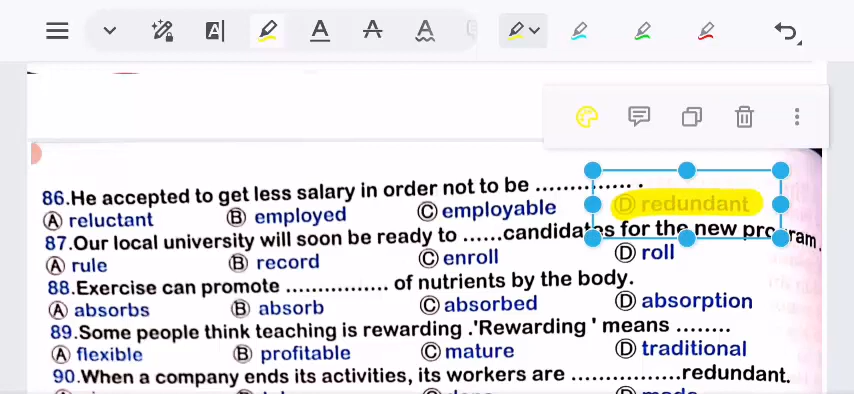 86.He accepted to get less salary in order not to be ............... .
Ⓐ reluctant Ⓑ employed Ⓒ employable Ⓓ redundant
87.Our local university will soon be ready to ......candidates for the new program.
Ⓐ rule Ⓑ record Ⓒ enroll Ⓓ roll
88.Exercise can promote ................ of nutrients by the body.
Ⓐ absorbs Ⓑ absorb Ⓒ absorbed Ⓓ absorption
89.Some people think teaching is rewarding .'Rewarding ' means ........
Ⓐ flexible Ⓑ profitable Ⓒ mature Ⓓ traditional
90.When a company ends its activities, its workers are ................redundant.